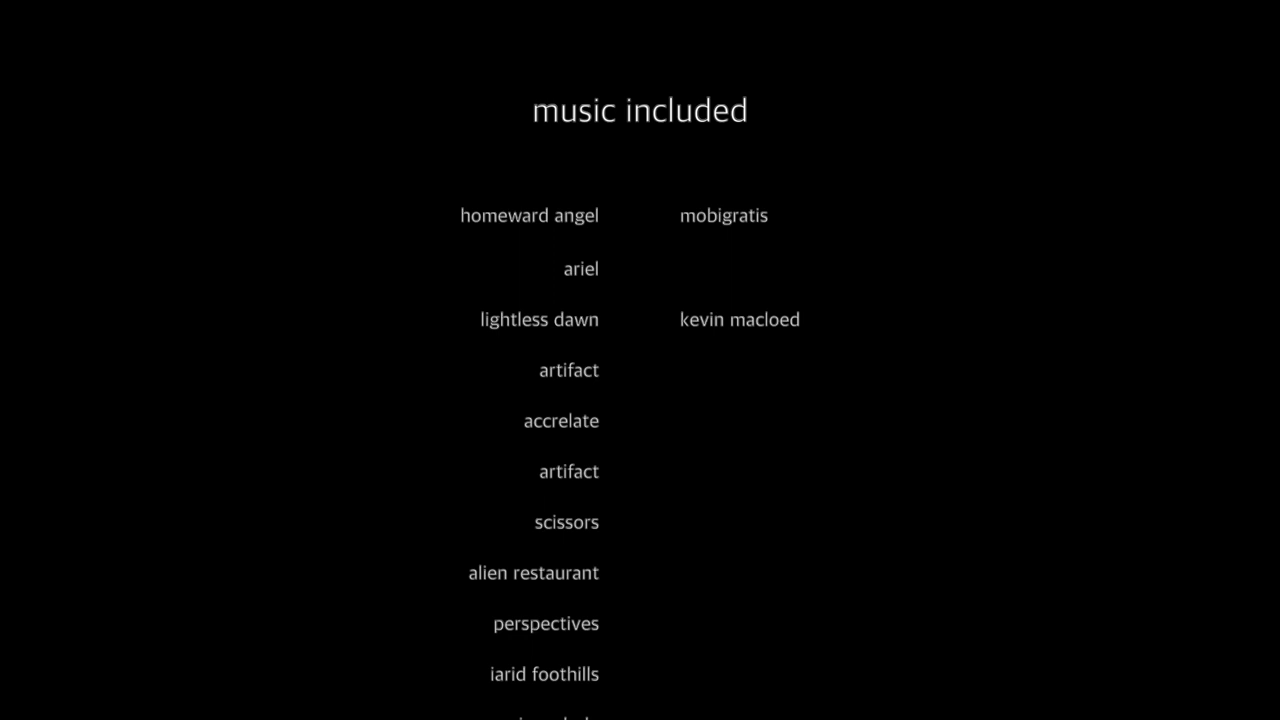 music included
homeward angel mobigratis
ariel
lightless dawn kevin macloed
artifact
accrelate
artifact
scissors
alien restaurant
perspectives
iarid foothills